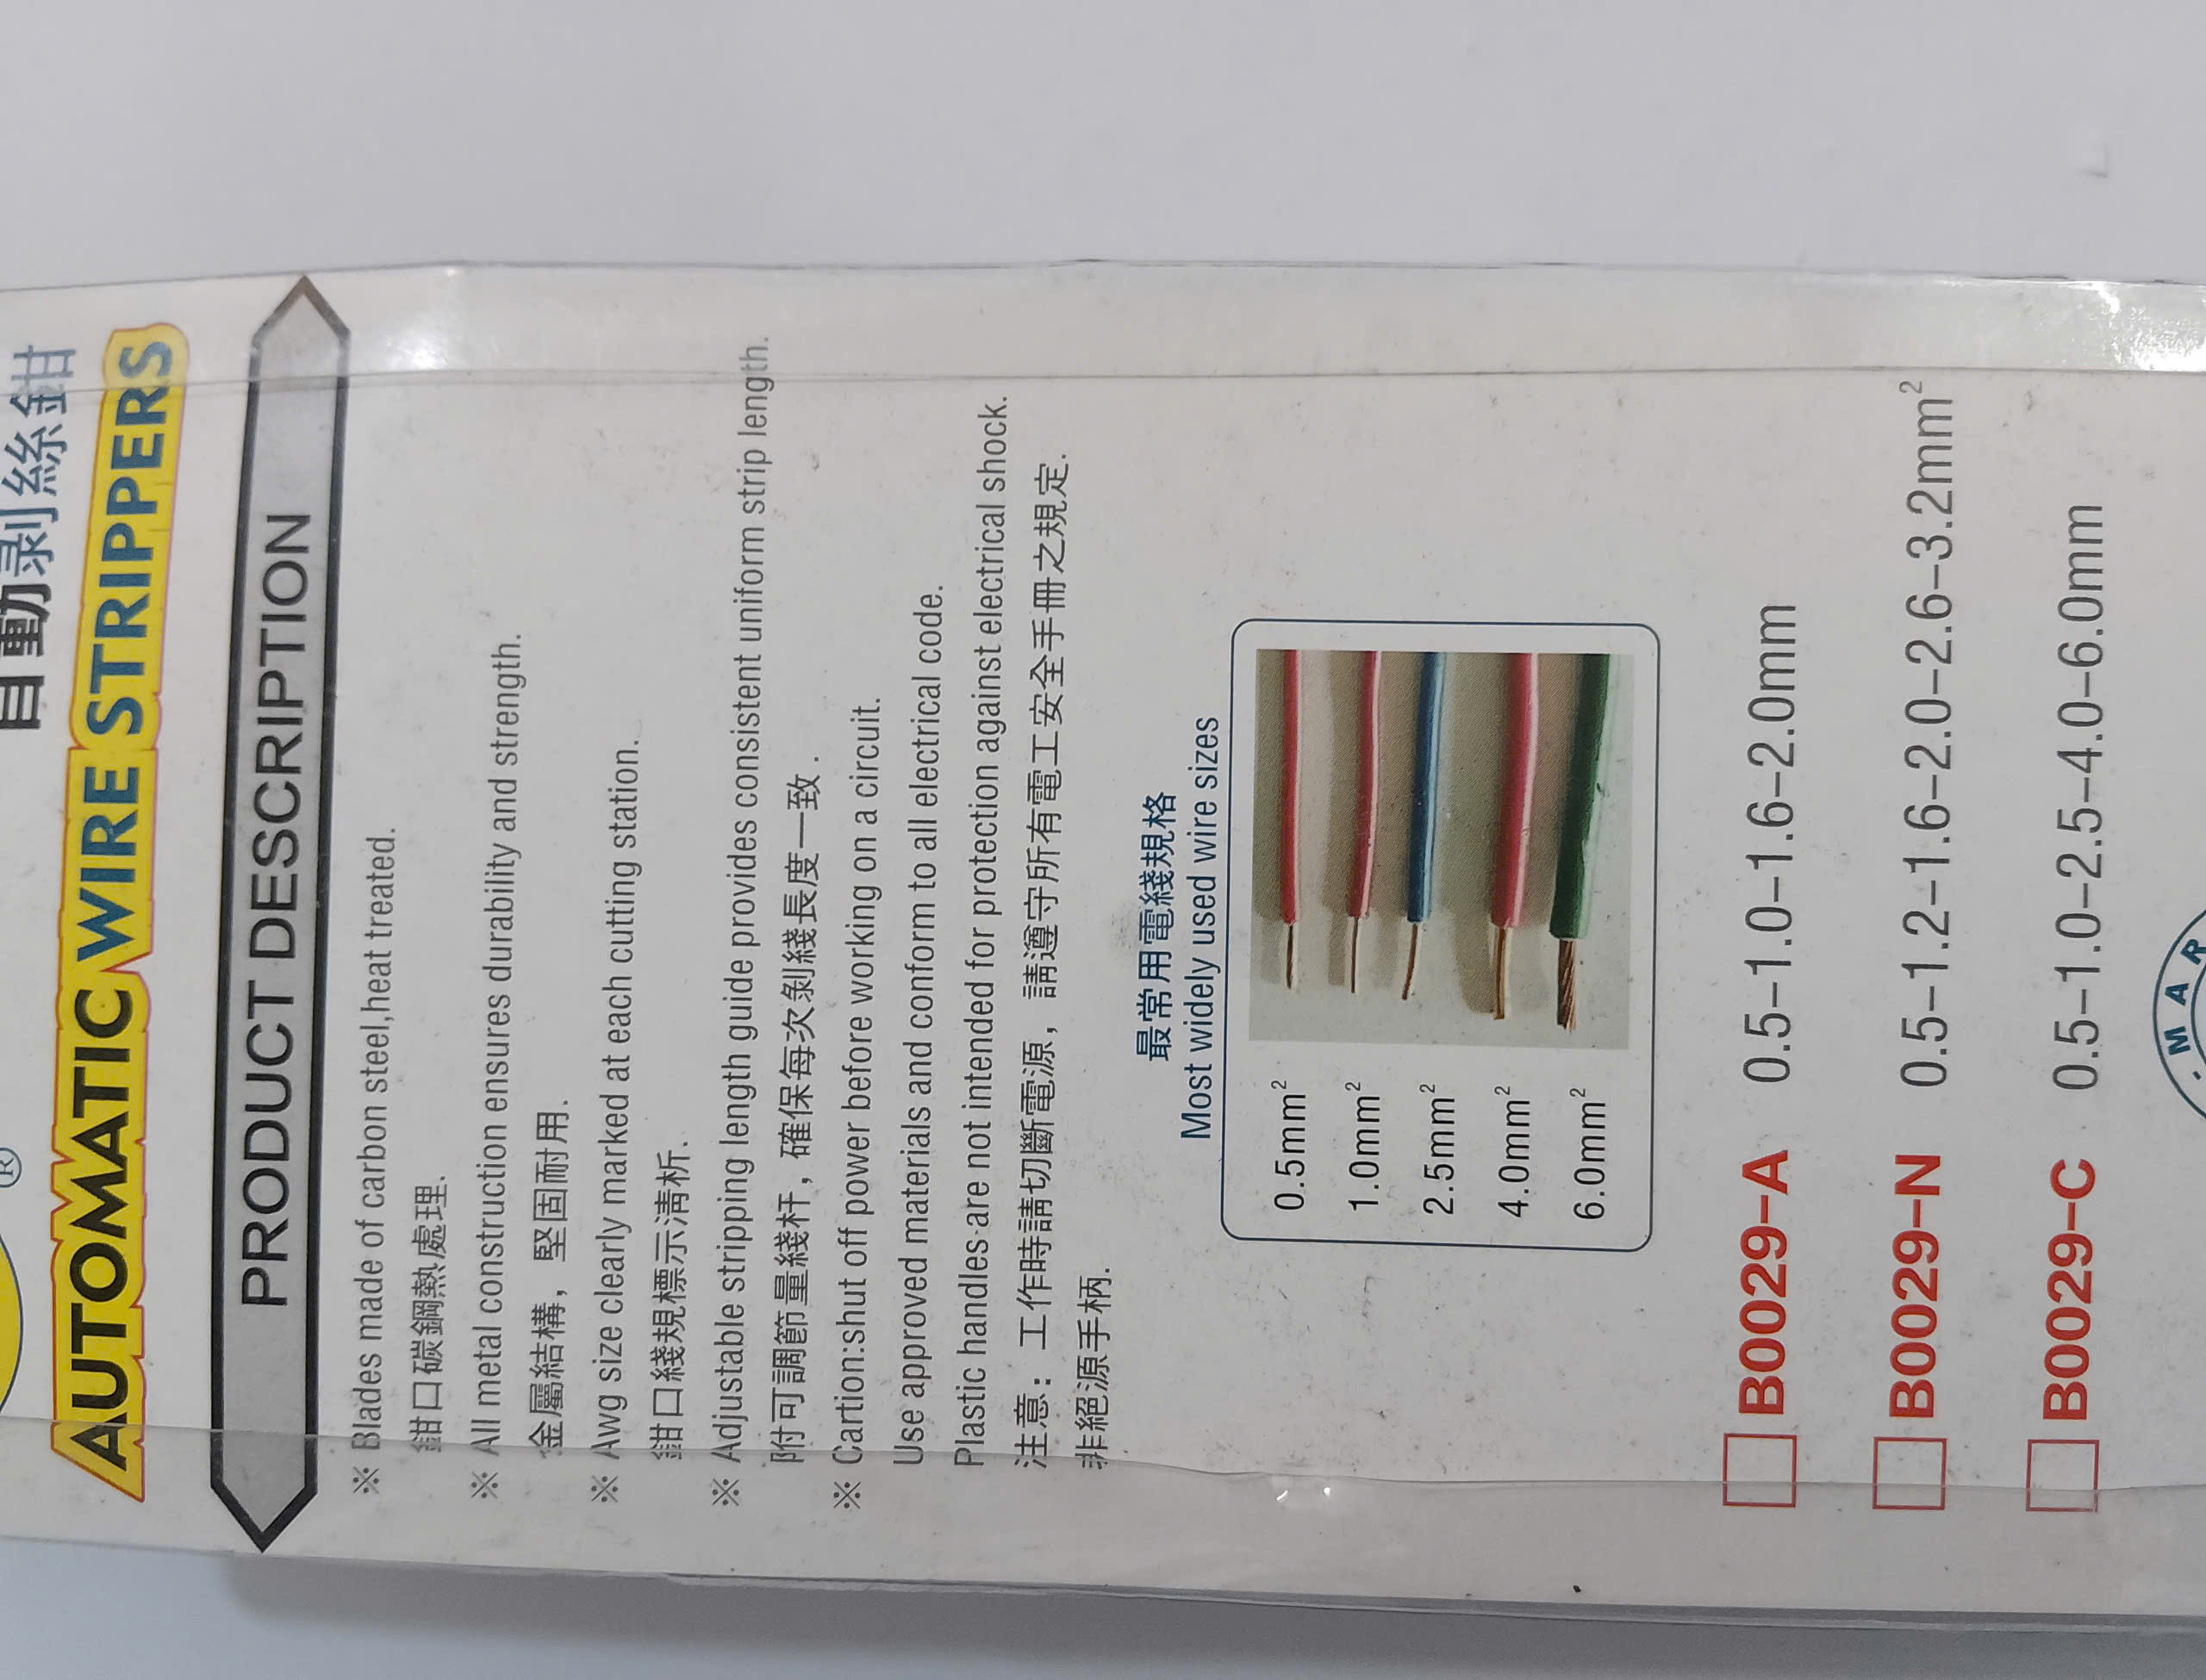 ®
自動剥絲鉗
AUTOMATIC WIRE STRIPPERS
PRODUCT DESCRIPTION
※ Blades made of carbon steel,heat treated.
鉗口碳鋼熱處理.
※ All metal construction ensures durability and strength.
金屬結構，堅固耐用.
※ Awg size clearly marked at each cutting station.
鉗口綫規標示淸析.
※ Adjustable stripping length guide provides consistent uniform strip length.
附可調節量綫杆，確保每次剝綫長度一致.
※ Cartion:shut off power before working on a circuit.
Use approved materials and conform to all electrical code.
Plastic handles-are not intended for protection against electrical shock.
注意：工作時請切斷電源，請遵守所有電工安全手冊之規定.
非絕源手柄.
最常用電綫規格
Most widely used wire sizes
0.5mm²
1.0mm²
2.5mm²
4.0mm²
6.0mm²
□ B0029–A 0.5–1.0–1.6–2.0mm
□ B0029–N 0.5–1.2–1.6–2.0–2.6–3.2mm²
□ B0029–C 0.5–1.0–2.5–4.0–6.0mm
· MAR